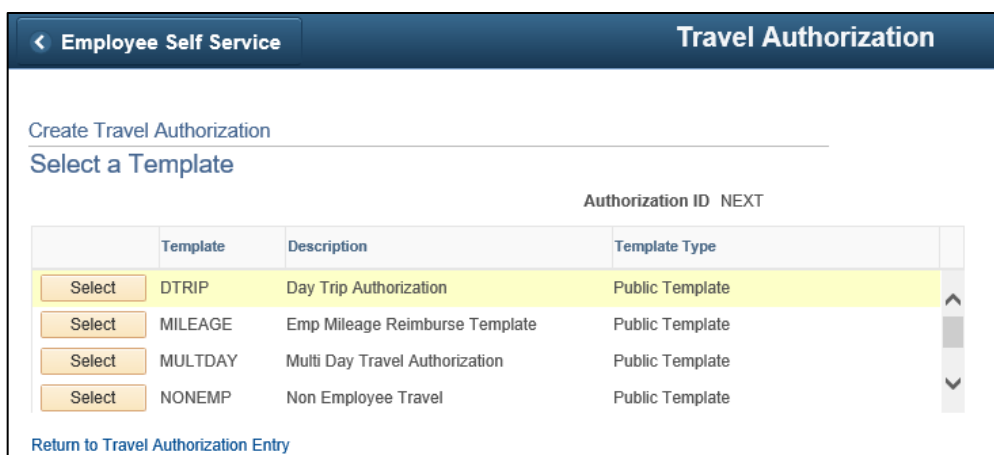 Employee Self Service Travel Authorization
Create Travel Authorization
Select a Template
Authorization ID NEXT
Template Description Template Type
Select DTRIP Day Trip Authorization Public Template
Select MILEAGE Emp Mileage Reimburse Template Public Template
Select MULTDAY Multi Day Travel Authorization Public Template
Select NONEMP Non Employee Travel Public Template
Return to Travel Authorization Entry